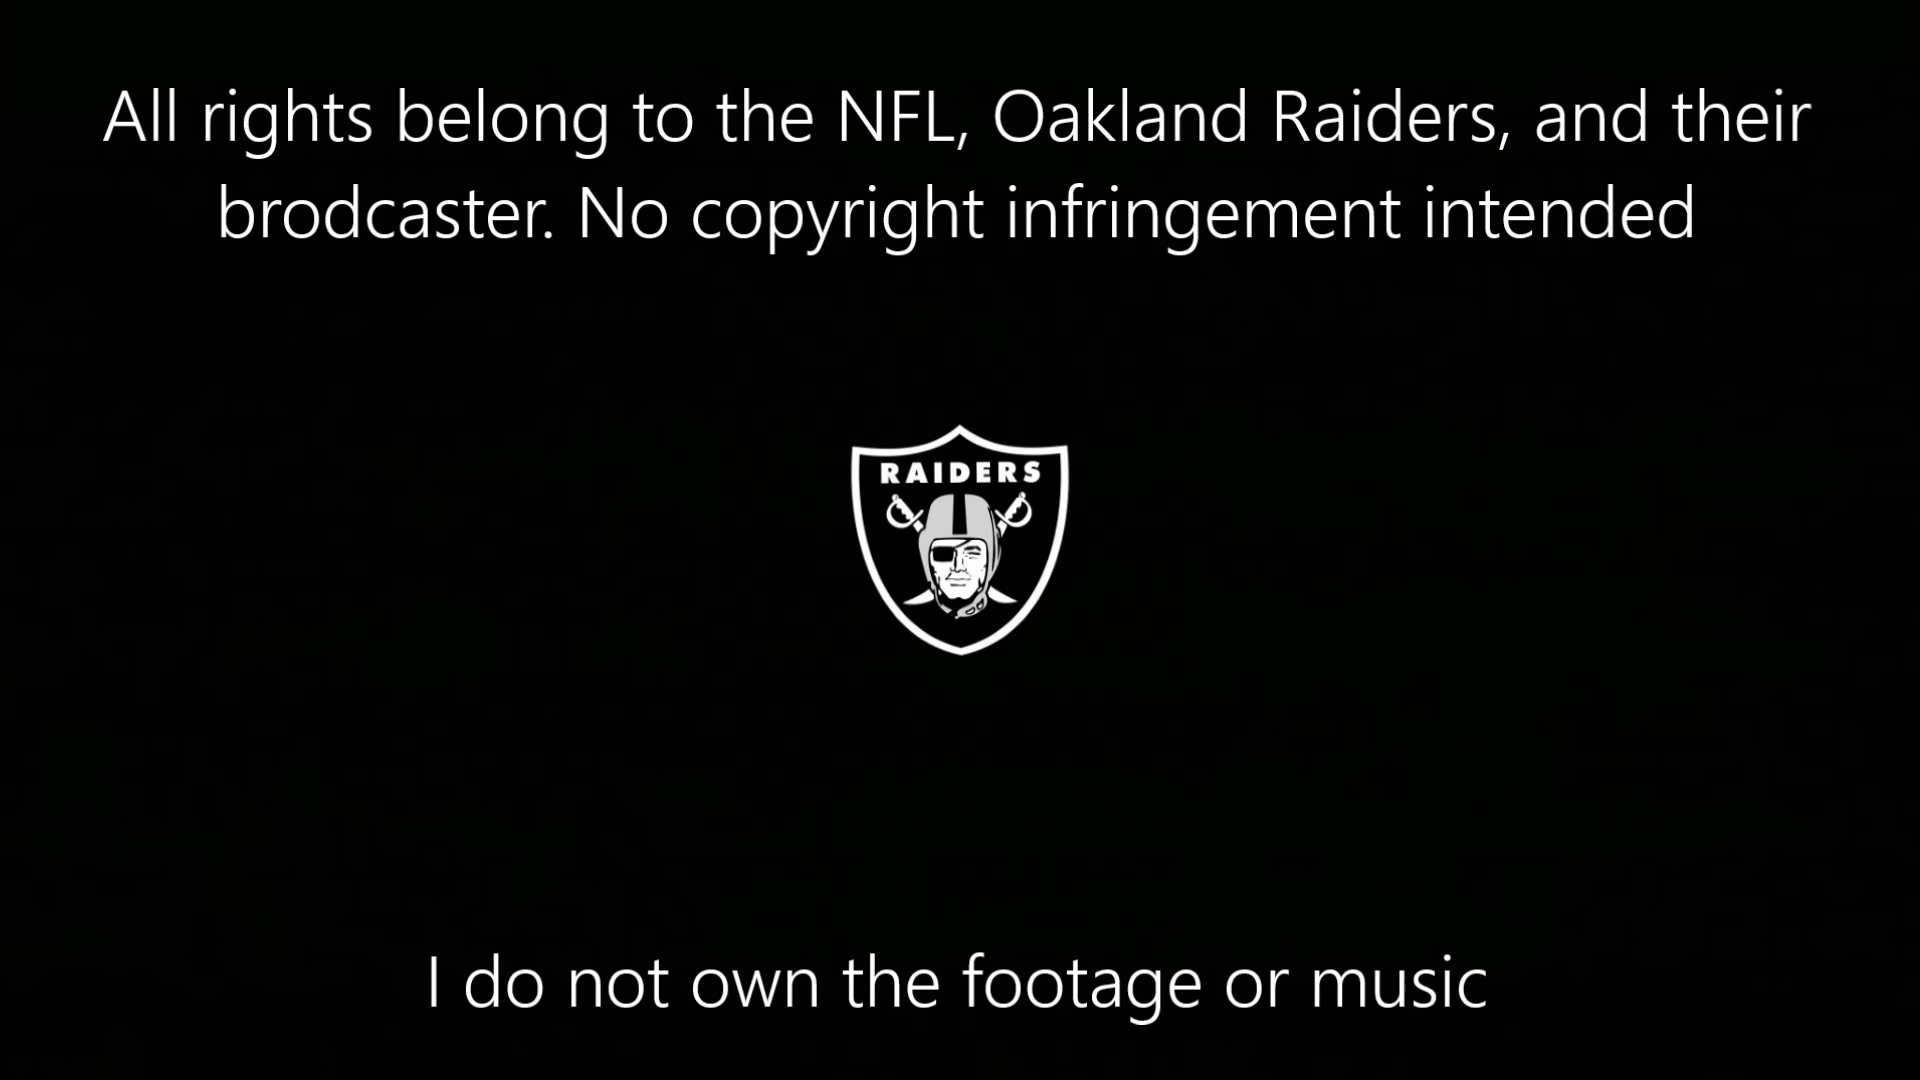 All rights belong to the NFL, Oakland Raiders, and their
brodcaster. No copyright infringement intended
RAIDERS
I do not own the footage or music